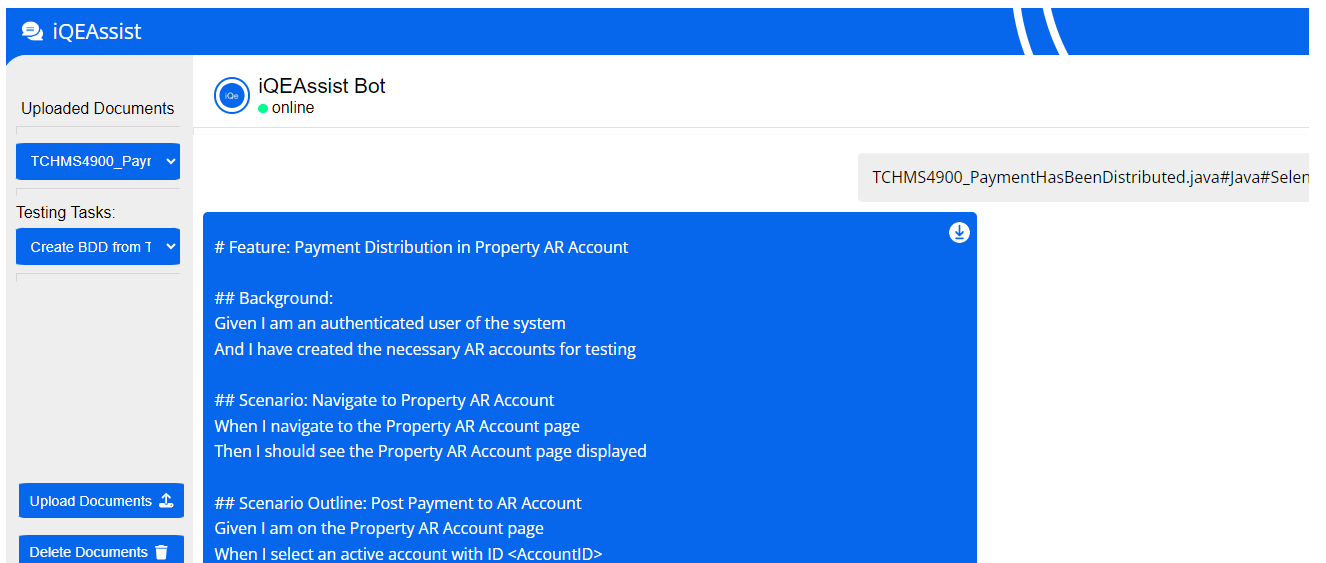 iQEAssist
Uploaded Documents
TCHMS4900_Payr
Testing Tasks:
Create BDD from T
Upload Documents
Delete Documents
iQe
iQEAssist Bot
online
TCHMS4900_PaymentHasBeenDistributed.java#Java#Selen
# Feature: Payment Distribution in Property AR Account
## Background:
Given I am an authenticated user of the system
And I have created the necessary AR accounts for testing
## Scenario: Navigate to Property AR Account
When I navigate to the Property AR Account page
Then I should see the Property AR Account page displayed
## Scenario Outline: Post Payment to AR Account
Given I am on the Property AR Account page
When I select an active account with ID <AccountID>